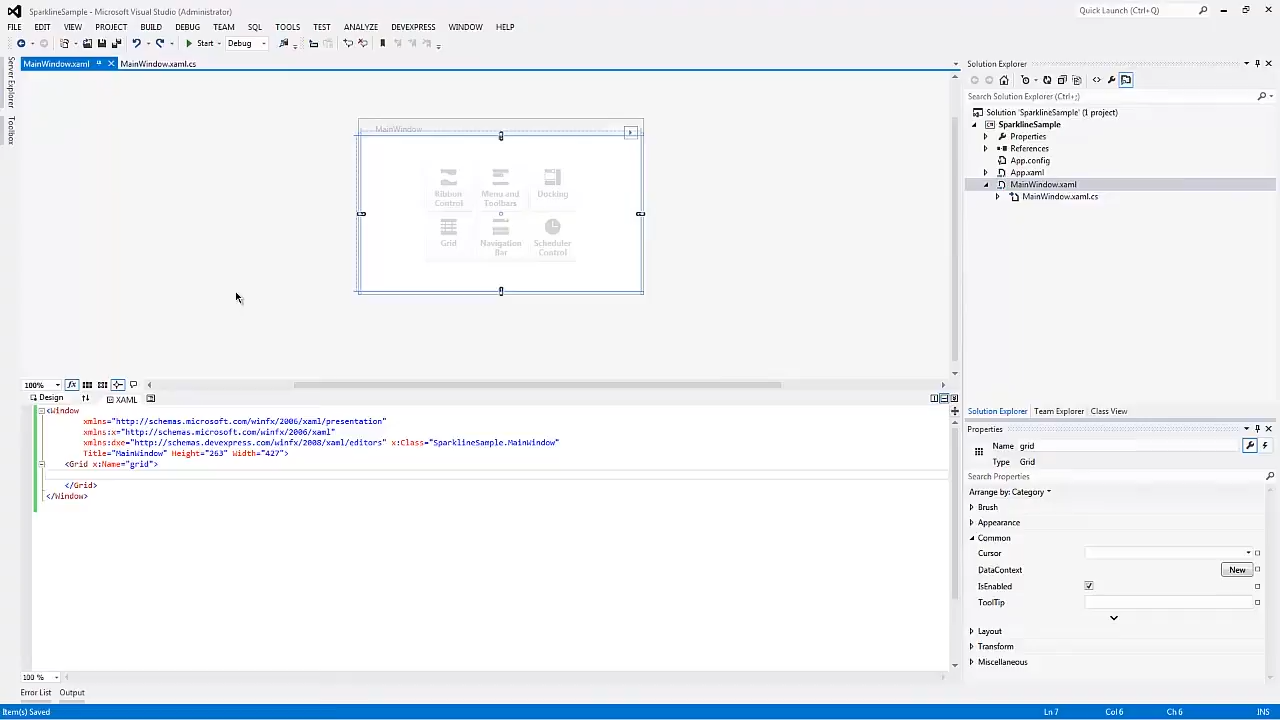 SparklineSample - Microsoft Visual Studio (Administrator)
Quick Launch (Ctrl+Q)
FILE EDIT VIEW PROJECT BUILD DEBUG TEAM SQL TOOLS TEST ANALYZE DEVEXPRESS WINDOW HELP
Start Debug
MainWindow.xaml
MainWindow.xaml.cs
Server Explorer
Toolbox
MainWindow
Ribbon Control
Menu and Toolbars
Docking
Grid
Navigation Bar
Scheduler Control
100%
Design
XAML
<Window
xmlns="http://schemas.microsoft.com/winfx/2006/xaml/presentation"
xmlns:x="http://schemas.microsoft.com/winfx/2006/xaml"
xmlns:dxe="http://schemas.devexpress.com/winfx/2008/xaml/editors" x:Class="SparklineSample.MainWindow"
Title="MainWindow" Height="263" Width="427">
<Grid x:Name="grid">
</Grid>
</Window>
100 %
Error List Output
Item(s) Saved
Ln 7 Col 6 Ch 6 INS
Solution Explorer
Search Solution Explorer (Ctrl+;)
Solution 'SparklineSample' (1 project)
SparklineSample
Properties
References
App.config
App.xaml
MainWindow.xaml
MainWindow.xaml.cs
Solution Explorer Team Explorer Class View
Properties
Name grid
Type Grid
Search Properties
Arrange by: Category
Brush
Appearance
Common
Cursor
DataContext New
IsEnabled
ToolTip
Layout
Transform
Miscellaneous